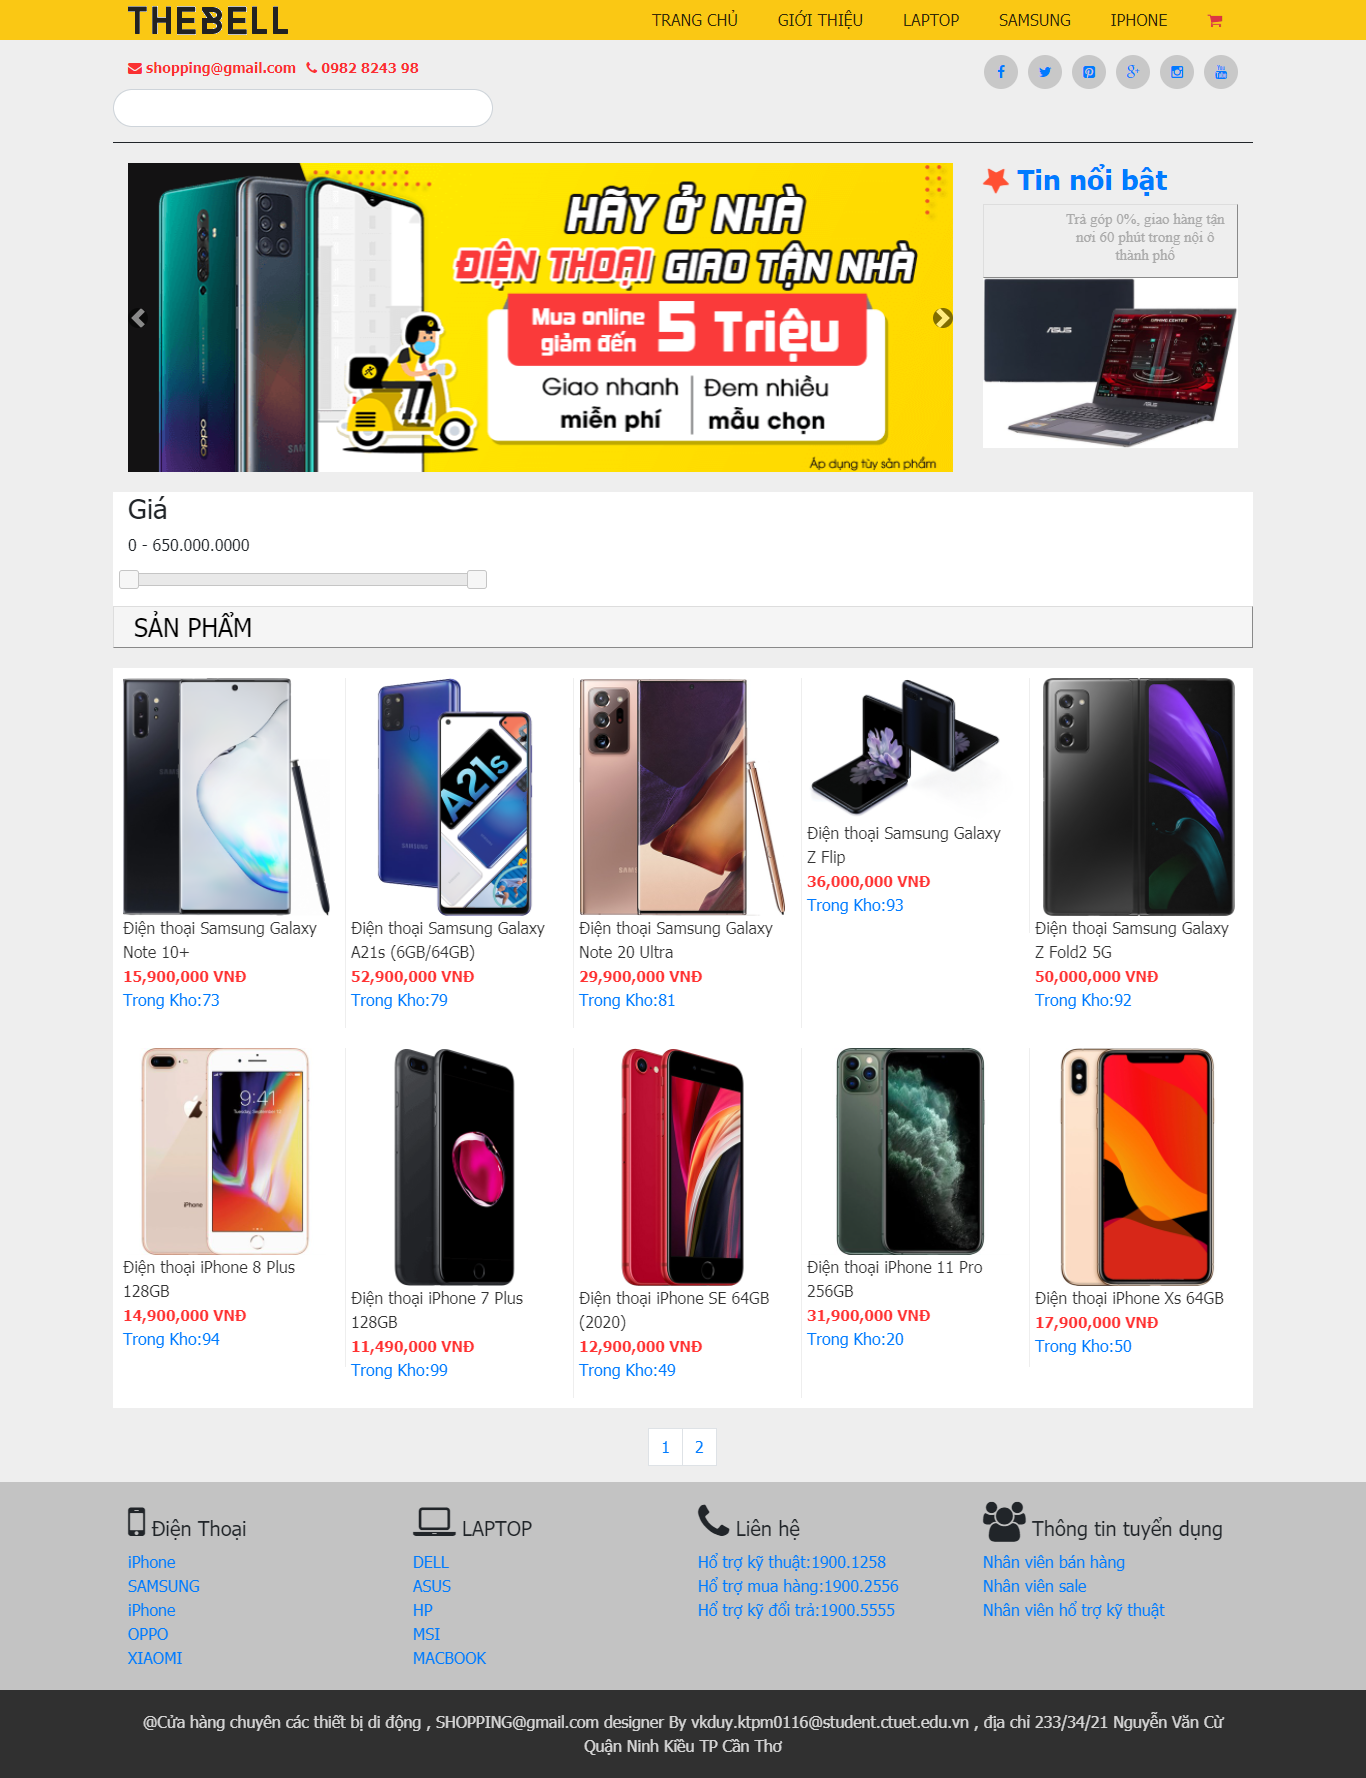 THEBELL
TRANG CHỦ GIỚI THIỆU LAPTOP SAMSUNG IPHONE
shopping@gmail.com 0982 8243 98
HÃY Ở NHÀ
ĐIỆN THOẠI GIAO TẬN NHÀ
Mua online
giảm đến
5 Triệu
Giao nhanh
miễn phí
Đem nhiều
mẫu chọn
Áp dụng tùy sản phẩm
oppo
Tin nổi bật
Trả góp 0%, giao hàng tận
nơi 60 phút trong nội ô
thành phố
ASUS
GAMING CENTER
Giá
0 - 650.000.0000
SẢN PHẨM
A21s
SAMSUNG
Điện thoại Samsung Galaxy
Note 10+
15,900,000 VNĐ
Trong Kho:73
Điện thoại Samsung Galaxy
A21s (6GB/64GB)
52,900,000 VNĐ
Trong Kho:79
Điện thoại Samsung Galaxy
Note 20 Ultra
29,900,000 VNĐ
Trong Kho:81
Điện thoại Samsung Galaxy
Z Flip
36,000,000 VNĐ
Trong Kho:93
Điện thoại Samsung Galaxy
Z Fold2 5G
50,000,000 VNĐ
Trong Kho:92
9:41
iPhone
Điện thoại iPhone 8 Plus
128GB
14,900,000 VNĐ
Trong Kho:94
Điện thoại iPhone 7 Plus
128GB
11,490,000 VNĐ
Trong Kho:99
Điện thoại iPhone SE 64GB
(2020)
12,900,000 VNĐ
Trong Kho:49
Điện thoại iPhone 11 Pro
256GB
31,900,000 VNĐ
Trong Kho:20
Điện thoại iPhone Xs 64GB
17,900,000 VNĐ
Trong Kho:50
1 2
Điện Thoại
iPhone
SAMSUNG
iPhone
OPPO
XIAOMI
LAPTOP
DELL
ASUS
HP
MSI
MACBOOK
Liên hệ
Hổ trợ kỹ thuật:1900.1258
Hổ trợ mua hàng:1900.2556
Hổ trợ kỹ đổi trả:1900.5555
Thông tin tuyển dụng
Nhân viên bán hàng
Nhân viên sale
Nhân viên hổ trợ kỹ thuật
@Cửa hàng chuyên các thiết bị di động , SHOPPING@gmail.com designer By vkduy.ktpm0116@student.ctuet.edu.vn , địa chỉ 233/34/21 Nguyễn Văn Cừ
Quận Ninh Kiều TP Cần Thơ